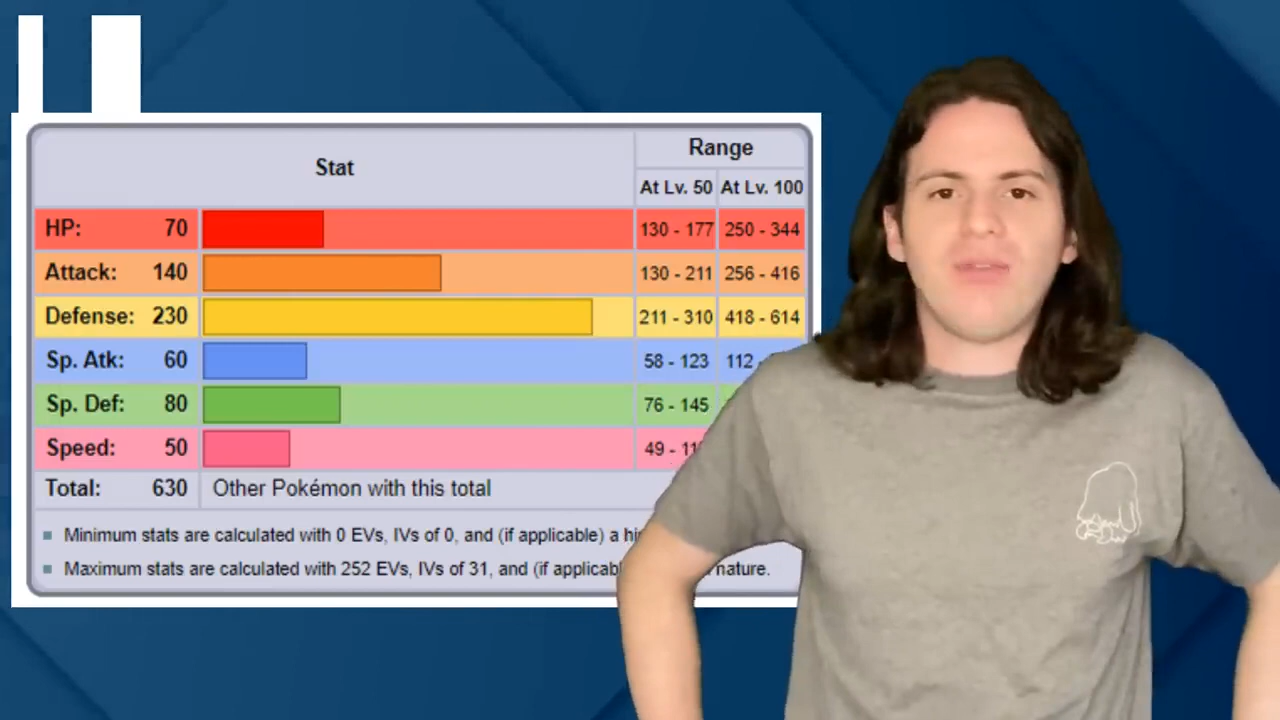 Stat
Range
At Lv. 50 At Lv. 100
HP: 70 130 - 177 250 - 344
Attack: 140 130 - 211 256 - 416
Defense: 230 211 - 310 418 - 614
Sp. Atk: 60 58 - 123 112 -
Sp. Def: 80 76 - 145
Speed: 50 49 -
Total: 630 Other Pokémon with this total
Minimum stats are calculated with 0 EVs, IVs of 0, and (if applicable) a
Maximum stats are calculated with 252 EVs, IVs of 31, and (if nature.